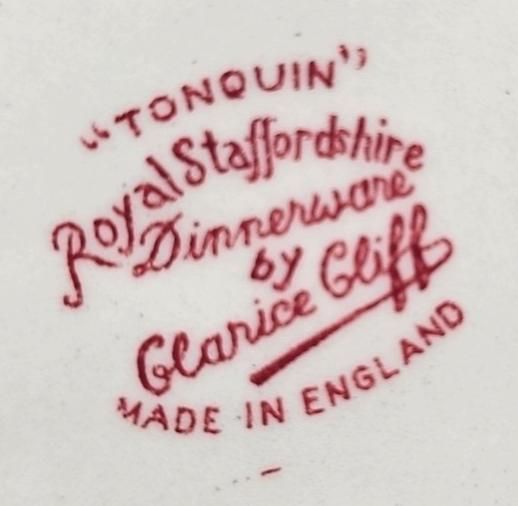 "TONQUIN"
Royal Staffordshire
Dinnerware
by
Clarice Cliff
MADE IN ENGLAND